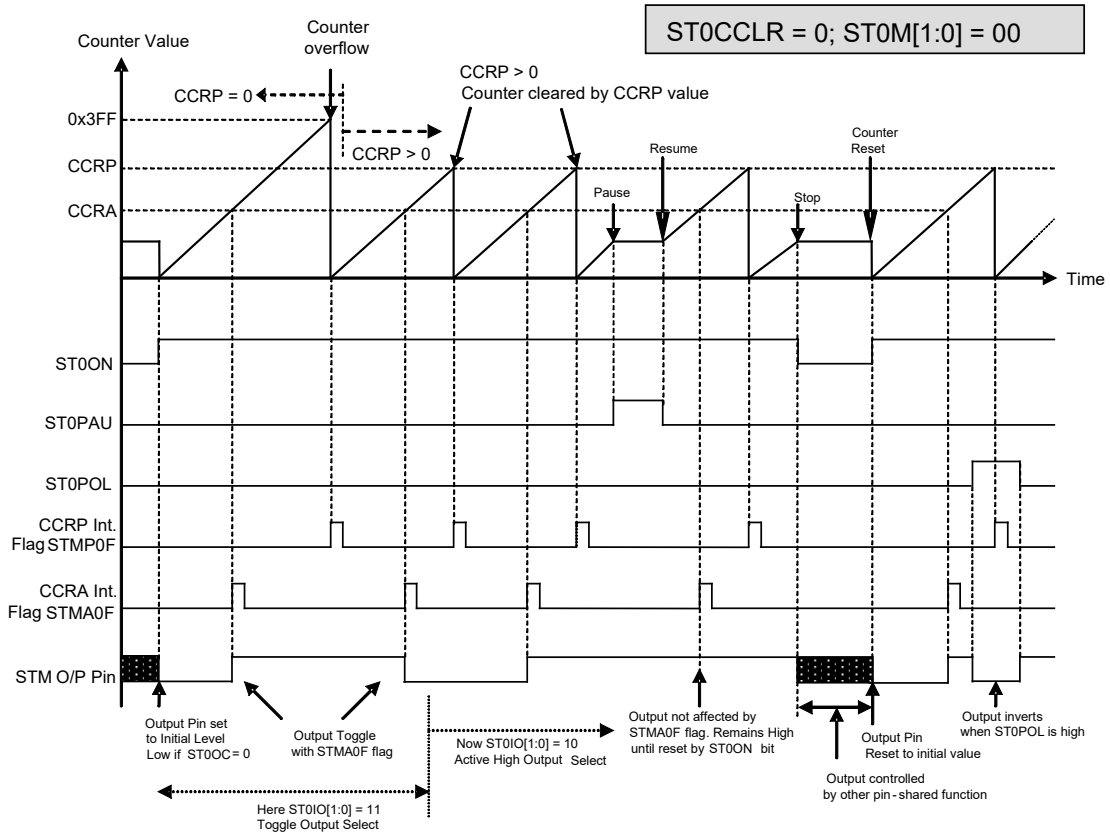 ST0CCLR = 0; ST0M[1:0] = 00
Counter Value
Counter
overflow
CCRP = 0
CCRP > 0
CCRP > 0
Counter cleared by CCRP value
0x3FF
CCRP
CCRA
Pause
Resume
Stop
Counter
Reset
Time
ST0ON
ST0PAU
ST0POL
CCRP Int.
Flag STMP0F
CCRA Int.
Flag STMA0F
STM O/P Pin
Output Pin set
to Initial Level
Low if ST0OC=0
Output Toggle
with STMA0F flag
Now ST0IO[1:0] = 10
Active High Output Select
Here ST0IO[1:0] = 11
Toggle Output Select
Output not affected by
STMA0F flag. Remains High
until reset by ST0ON bit
Output Pin
Reset to initial value
Output controlled
by other pin-shared function
Output inverts
when ST0POL is high